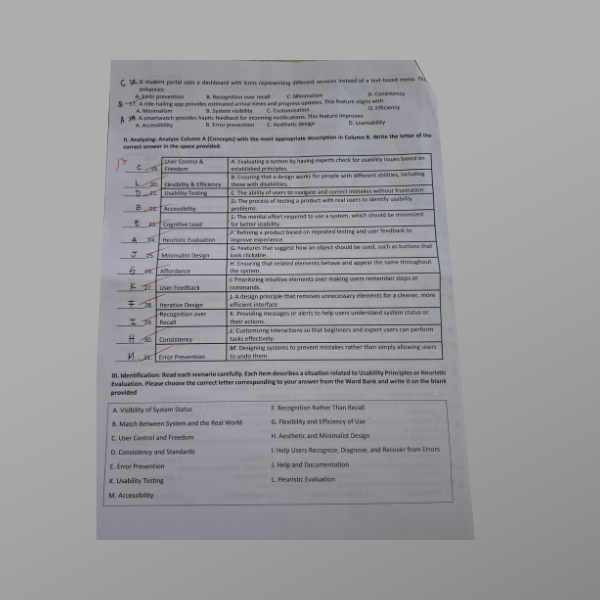 C A student portal uses a dashboard with icons representing different services instead of a text-based menu. This
enhances:
A. Error prevention B. Recognition over recall C. Minimalism D. Consistency
B 27. A ride hailing app provides estimated arrival times and progress updates. This feature aligns with:
A. Minimalism B. System visibility C. Customization D. Efficiency
A A smartwatch provides haptic feedback for incoming notifications. This feature improves:
A. Accessibility B. Error prevention C. Aesthetic design D. Learnability
II. Analyzing: Analyze Column A (Concepts) with the most appropriate description in Column B. Write the letter of the
correct answer in the space provided.
C User Control & Freedom A. Evaluating a system by having experts check for usability issues based on
established principles.
L 20. Flexibility & Efficiency B. Ensuring that a design works for people with different abilities, including
those with disabilities.
D 21. Usability Testing C. The ability of users to navigate and correct mistakes without frustration.
B 22. Accessibility D. The process of testing a product with real users to identify usability
problems.
E 23. Cognitive Load E. The mental effort required to use a system, which should be minimized
for better usability.
A 24. Heuristic Evaluation F. Refining a product based on repeated testing and user feedback to
improve experience.
J 25. Minimalist Design G. Features that suggest how an object should be used, such as buttons that
look clickable.
G 26. Affordance H. Ensuring that related elements behave and appear the same throughout
the system.
K 27. User Feedback I. Prioritizing intuitive elements over making users remember steps or
commands.
F 28. Iterative Design J. A design principle that removes unnecessary elements for a cleaner, more
efficient interface.
I 29. Recognition over Recall K. Providing messages or alerts to help users understand system status or
their actions.
H 30. Consistency L. Customizing interactions so that beginners and expert users can perform
tasks effectively.
M 31. Error Prevention M. Designing systems to prevent mistakes rather than simply allowing users
to undo them.
III. Identification: Read each scenario carefully. Each item describes a situation related to Usability Principles or Heuristic
Evaluation. Please choose the correct letter corresponding to your answer from the Word Bank and write it on the blank
provided
A. Visibility of System Status F. Recognition Rather Than Recall
B. Match Between System and the Real World G. Flexibility and Efficiency of Use
C. User Control and Freedom H. Aesthetic and Minimalist Design
D. Consistency and Standards I. Help Users Recognize, Diagnose, and Recover from Errors
E. Error Prevention J. Help and Documentation
K. Usability Testing L. Heuristic Evaluation
M. Accessibility